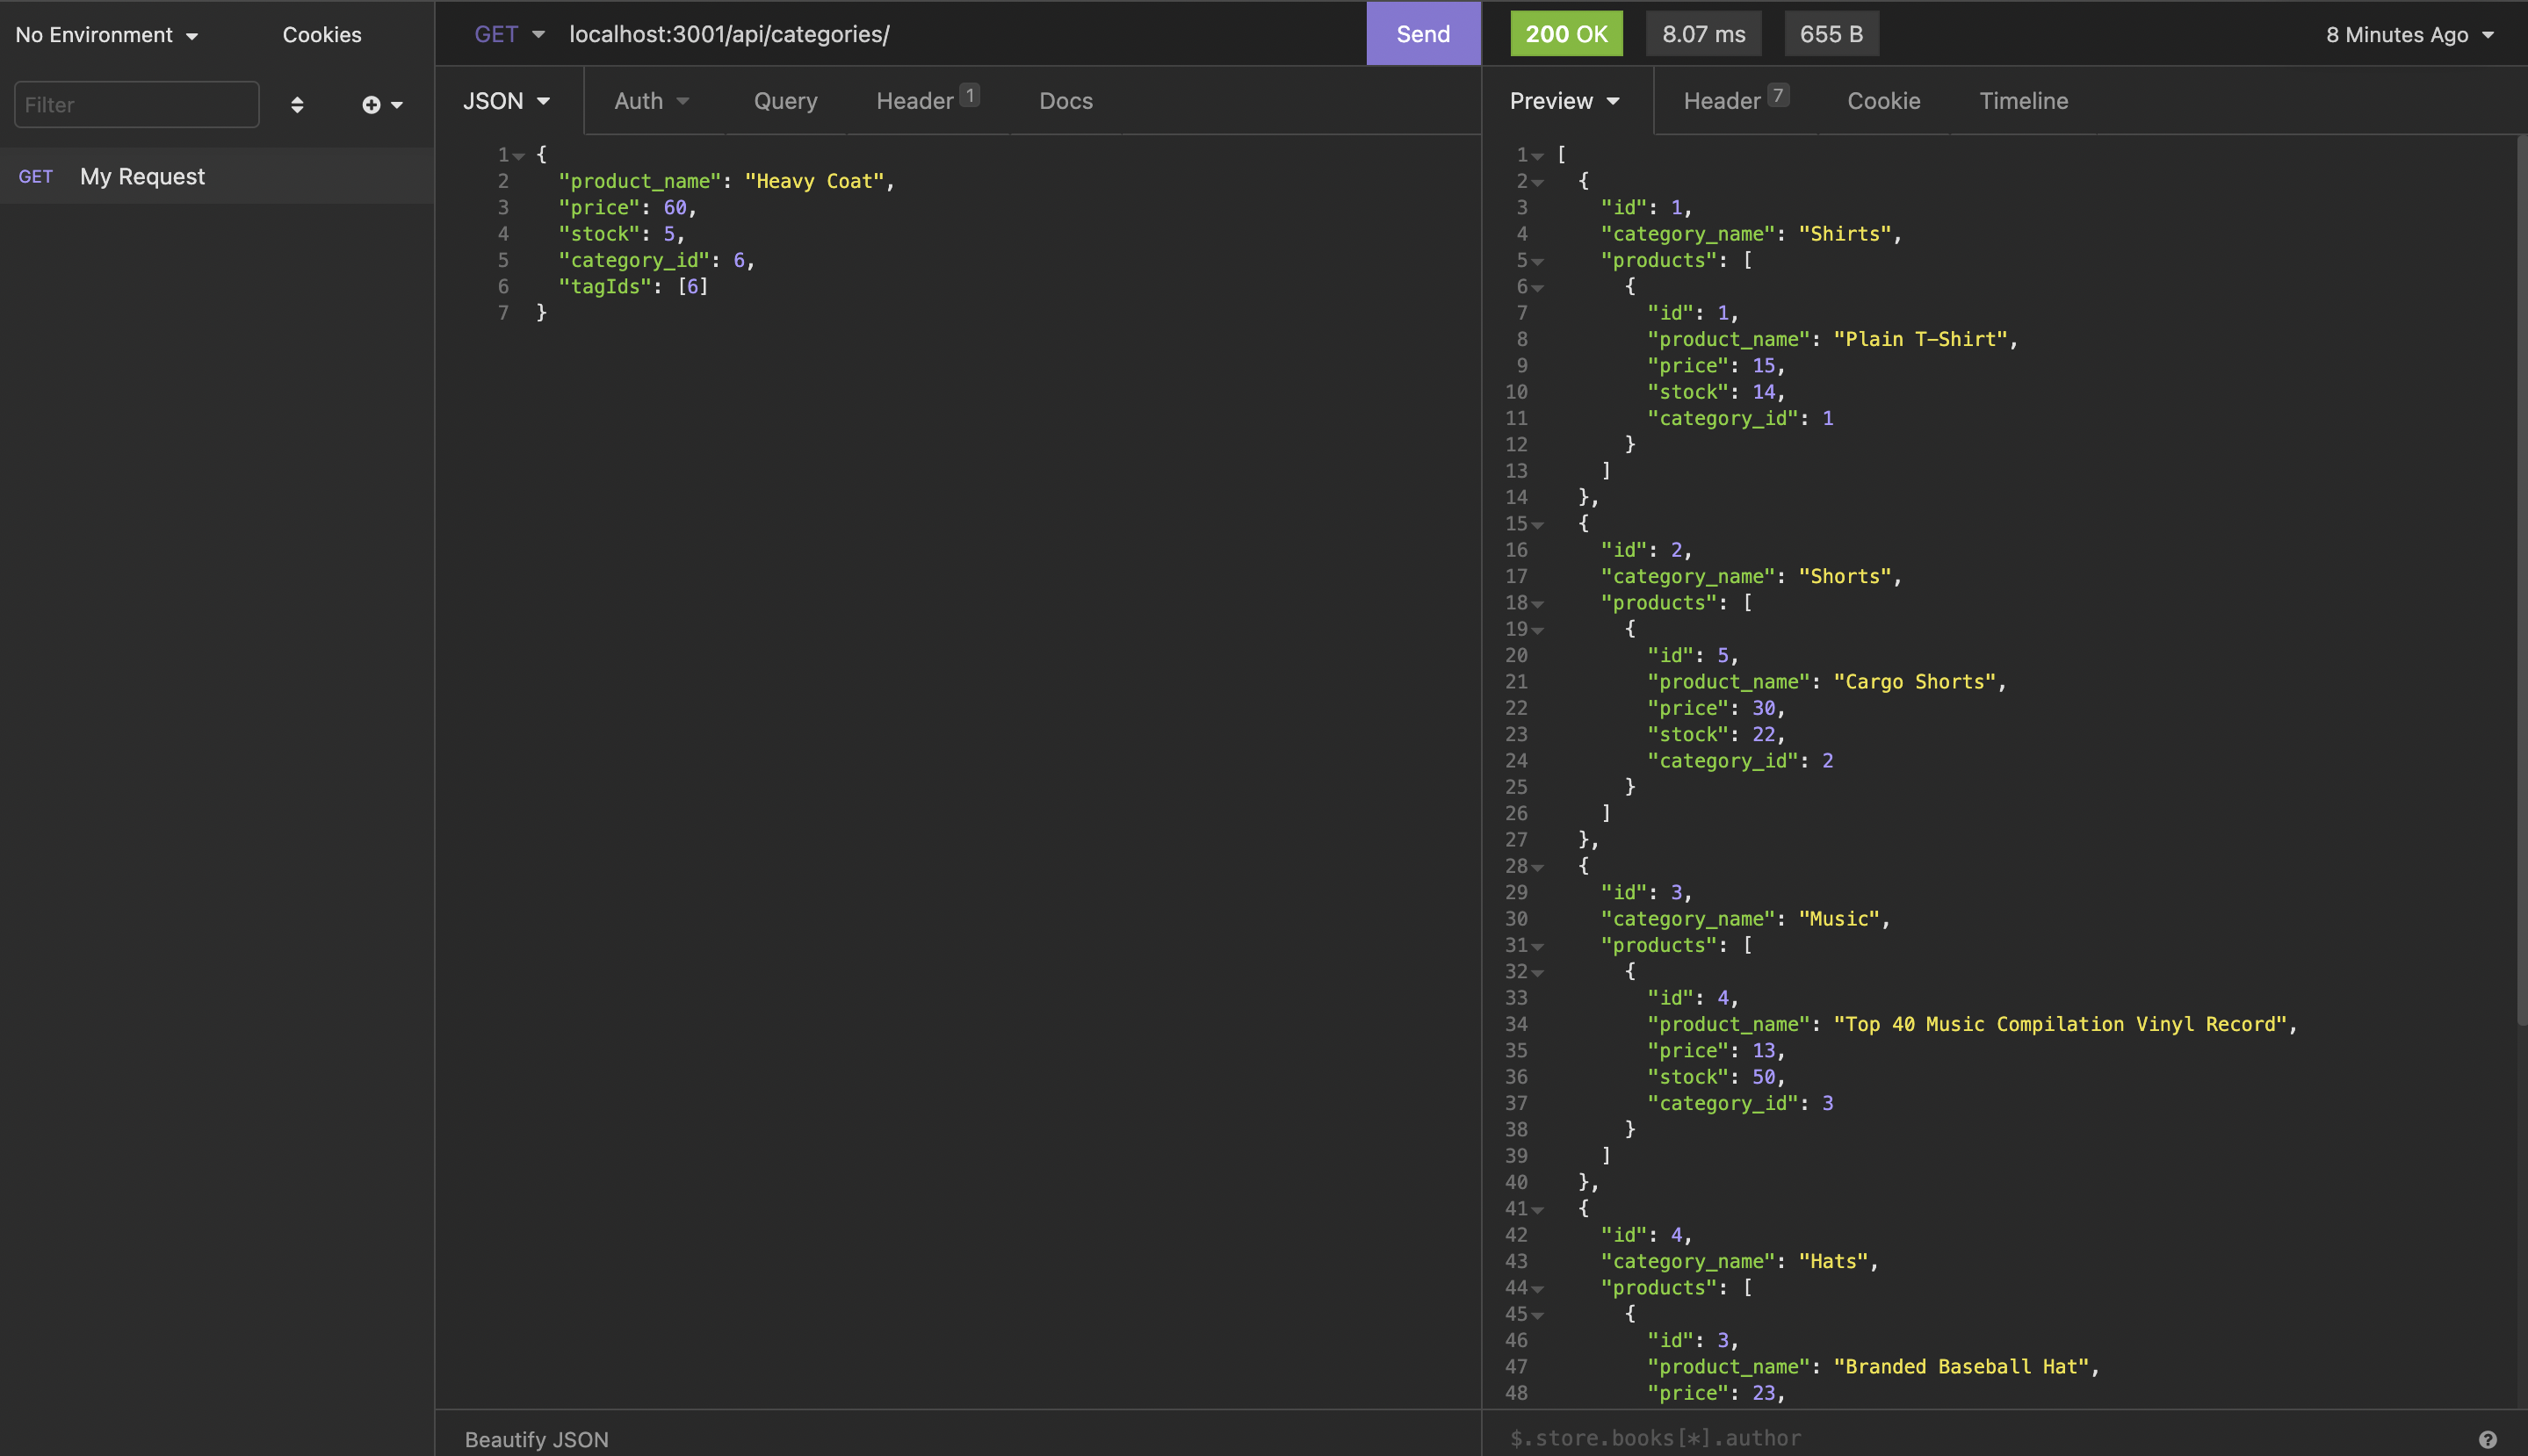 No Environment
Cookies
GET
localhost:3001/api/categories/
Send
200 OK
8.07 ms
655 B
8 Minutes Ago
Filter
GET My Request
JSON
Auth
Query
Header 1
Docs
1 {
2 "product_name": "Heavy Coat",
3 "price": 60,
4 "stock": 5,
5 "category_id": 6,
6 "tagIds": [6]
7 }
Beautify JSON
Preview
Header 7
Cookie
Timeline
1 [
2 {
3 "id": 1,
4 "category_name": "Shirts",
5 "products": [
6 {
7 "id": 1,
8 "product_name": "Plain T-Shirt",
9 "price": 15,
10 "stock": 14,
11 "category_id": 1
12 }
13 ]
14 },
15 {
16 "id": 2,
17 "category_name": "Shorts",
18 "products": [
19 {
20 "id": 5,
21 "product_name": "Cargo Shorts",
22 "price": 30,
23 "stock": 22,
24 "category_id": 2
25 }
26 ]
27 },
28 {
29 "id": 3,
30 "category_name": "Music",
31 "products": [
32 {
33 "id": 4,
34 "product_name": "Top 40 Music Compilation Vinyl Record",
35 "price": 13,
36 "stock": 50,
37 "category_id": 3
38 }
39 ]
40 },
41 {
42 "id": 4,
43 "category_name": "Hats",
44 "products": [
45 {
46 "id": 3,
47 "product_name": "Branded Baseball Hat",
48 "price": 23,
$.store.books[*].author
?